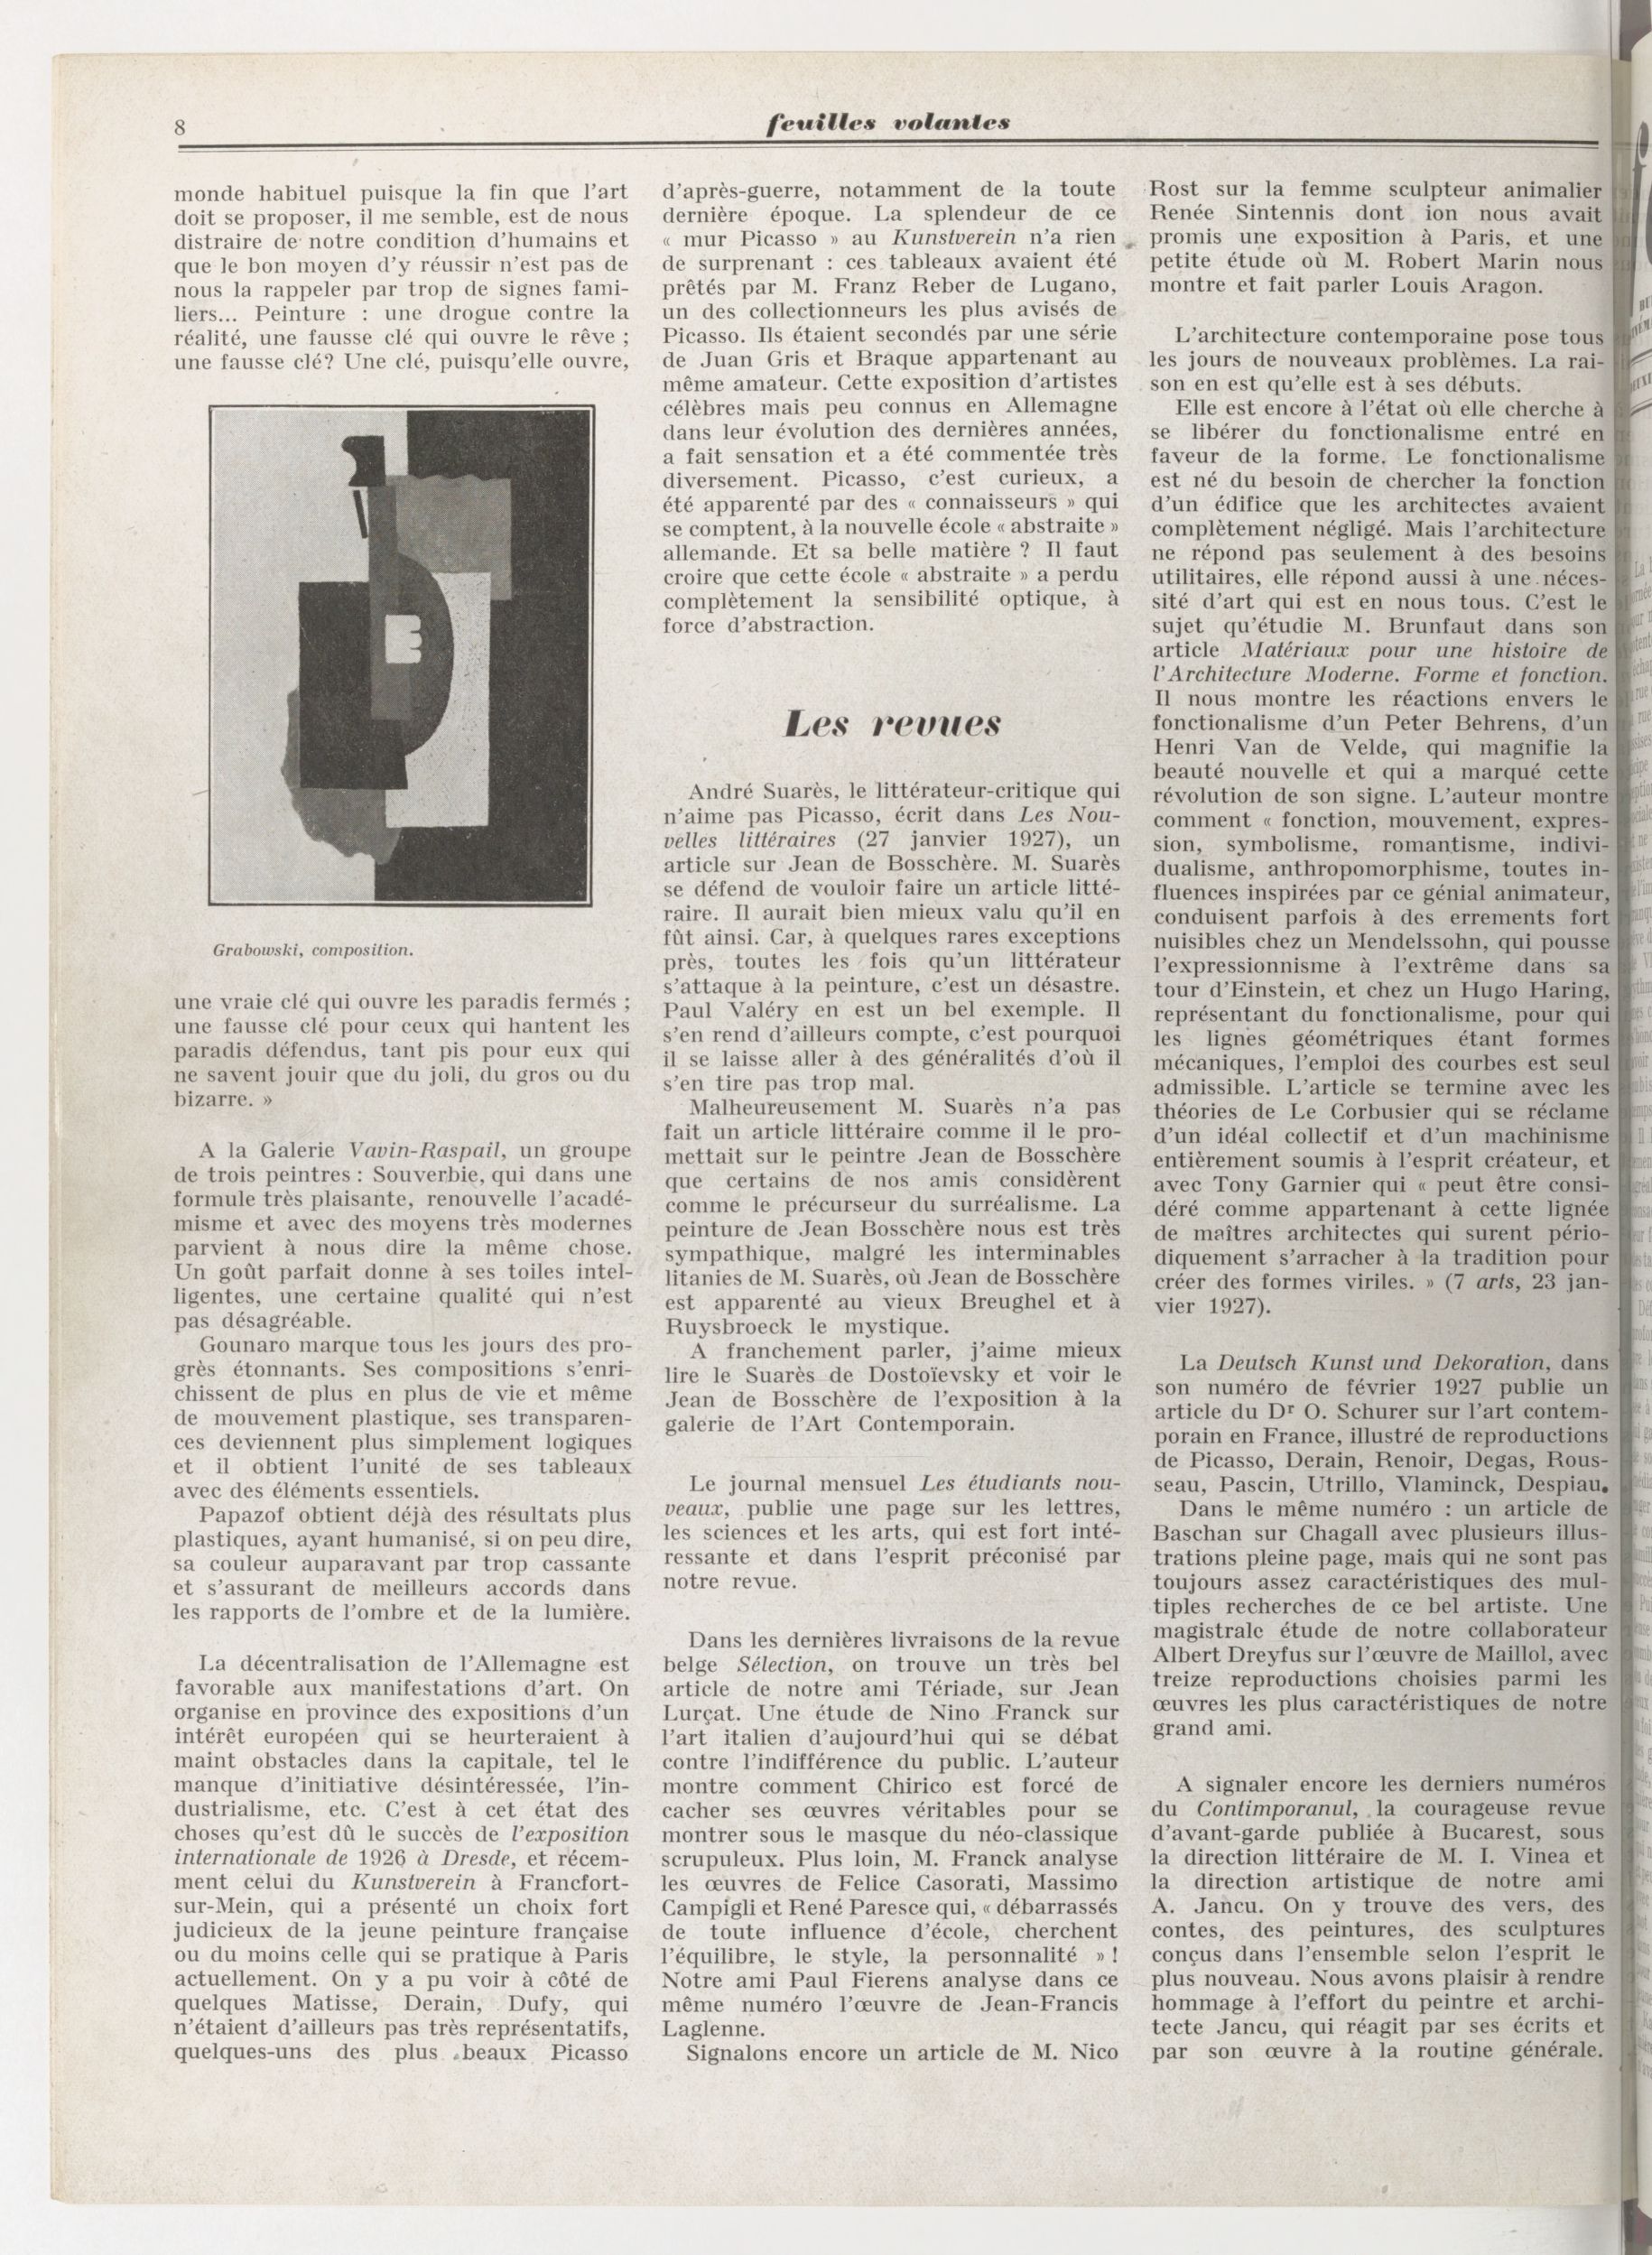 8
feuilles volantes
monde habituel puisque la fin que l'art
doit se proposer, il me semble, est de nous
distraire de notre condition d'humains et
que le bon moyen d'y réussir n'est pas de
nous la rappeler par trop de signes fami-
liers... Peinture : une drogue contre la
réalité, une fausse clé qui ouvre le rêve ;
une fausse clé? Une clé, puisqu'elle ouvre,
Grabowski, composition.
une vraie clé qui ouvre les paradis fermés ;
une fausse clé pour ceux qui hantent les
paradis défendus, tant pis pour eux qui
ne savent jouir que du joli, du gros ou du
bizarre. »
A la Galerie Vavin-Raspail, un groupe
de trois peintres : Souverbie, qui dans une
formule très plaisante, renouvelle l'acadé-
misme et avec des moyens très modernes
parvient à nous dire la même chose.
Un goût parfait donne à ses toiles intel-
ligentes, une certaine qualité qui n'est
pas désagréable.
Gounaro marque tous les jours des pro-
grès étonnants. Ses compositions s'enri-
chissent de plus en plus de vie et même
de mouvement plastique, ses transparen-
ces deviennent plus simplement logiques
et il obtient l'unité de ses tableaux
avec des éléments essentiels.
Papazof obtient déjà des résultats plus
plastiques, ayant humanisé, si on peu dire,
sa couleur auparavant par trop cassante
et s'assurant de meilleurs accords dans
les rapports de l'ombre et de la lumière.
La décentralisation de l'Allemagne est
favorable aux manifestations d'art. On
organise en province des expositions d'un
intérêt européen qui se heurteraient à
maint obstacles dans la capitale, tel le
manque d'initiative désintéressée, l'in-
dustrialisme, etc. C'est à cet état des
choses qu'est dû le succès de l'exposition
internationale de 1926 à Dresde, et récem-
ment celui du Kunstverein à Francfort-
sur-Mein, qui a présenté un choix fort
judicieux de la jeune peinture française
ou du moins celle qui se pratique à Paris
actuellement. On y a pu voir à côté de
quelques Matisse, Derain, Dufy, qui
n'étaient d'ailleurs pas très représentatifs,
quelques-uns des plus beaux Picasso
d'après-guerre, notamment de la toute
dernière époque. La splendeur de ce
« mur Picasso » au Kunstverein n'a rien
de surprenant : ces tableaux avaient été
prêtés par M. Franz Reber de Lugano,
un des collectionneurs les plus avisés de
Picasso. Ils étaient secondés par une série
de Juan Gris et Braque appartenant au
même amateur. Cette exposition d'artistes
célèbres mais peu connus en Allemagne
dans leur évolution des dernières années,
a fait sensation et a été commentée très
diversement. Picasso, c'est curieux, a
été apparenté par des « connaisseurs » qui
se comptent, à la nouvelle école « abstraite »
allemande. Et sa belle matière ? Il faut
croire que cette école « abstraite » a perdu
complètement la sensibilité optique, à
force d'abstraction.
Les revues
André Suarès, le littérateur-critique qui
n'aime pas Picasso, écrit dans Les Nou-
velles littéraires (27 janvier 1927), un
article sur Jean de Bosschère. M. Suarès
se défend de vouloir faire un article litté-
raire. Il aurait bien mieux valu qu'il en
fût ainsi. Car, à quelques rares exceptions
près, toutes les fois qu'un littérateur
s'attaque à la peinture, c'est un désastre.
Paul Valéry en est un bel exemple. Il
s'en rend d'ailleurs compte, c'est pourquoi
il se laisse aller à des généralités d'où il
s'en tire pas trop mal.
Malheureusement M. Suarès n'a pas
fait un article littéraire comme il le pro-
mettait sur le peintre Jean de Bosschère
que certains de nos amis considèrent
comme le précurseur du surréalisme. La
peinture de Jean Bosschère nous est très
sympathique, malgré les interminables
litanies de M. Suarès, où Jean de Bosschère
est apparenté au vieux Breughel et à
Ruysbroeck le mystique.
A franchement parler, j'aime mieux
lire le Suarès de Dostoïevsky et voir le
Jean de Bosschère de l'exposition à la
galerie de l'Art Contemporain.
Le journal mensuel Les étudiants nou-
veaux, publie une page sur les lettres,
les sciences et les arts, qui est fort inté-
ressante et dans l'esprit préconisé par
notre revue.
Dans les dernières livraisons de la revue
belge Sélection, on trouve un très bel
article de notre ami Tériade, sur Jean
Lurçat. Une étude de Nino Franck sur
l'art italien d'aujourd'hui qui se débat
contre l'indifférence du public. L'auteur
montre comment Chirico est forcé de
cacher ses œuvres véritables pour se
montrer sous le masque du néo-classique
scrupuleux. Plus loin, M. Franck analyse
les œuvres de Felice Casorati, Massimo
Campigli et René Paresce qui, « débarrassés
de toute influence d'école, cherchent
l'équilibre, le style, la personnalité » !
Notre ami Paul Fierens analyse dans ce
même numéro l'œuvre de Jean-Francis
Laglenne.
Signalons encore un article de M. Nico
Rost sur la femme sculpteur animalier
Renée Sintennis dont ion nous avait
promis une exposition à Paris, et une
petite étude où M. Robert Marin nous
montre et fait parler Louis Aragon.
L'architecture contemporaine pose tous
les jours de nouveaux problèmes. La rai-
son en est qu'elle est à ses débuts.
Elle est encore à l'état où elle cherche à
se libérer du fonctionalisme entré en
faveur de la forme. Le fonctionalisme
est né du besoin de chercher la fonction
d'un édifice que les architectes avaient
complètement négligé. Mais l'architecture
ne répond pas seulement à des besoins
utilitaires, elle répond aussi à une néces-
sité d'art qui est en nous tous. C'est le
sujet qu'étudie M. Brunfaut dans son
article Matériaux pour une histoire de
l'Architecture Moderne. Forme et fonction.
Il nous montre les réactions envers le
fonctionalisme d'un Peter Behrens, d'un
Henri Van de Velde, qui magnifie la
beauté nouvelle et qui a marqué cette
révolution de son signe. L'auteur montre
comment « fonction, mouvement, expres-
sion, symbolisme, romantisme, indivi-
dualisme, anthropomorphisme, toutes in-
fluences inspirées par ce génial animateur,
conduisent parfois à des errements fort
nuisibles chez un Mendelssohn, qui pousse
l'expressionnisme à l'extrême dans sa
tour d'Einstein, et chez un Hugo Haring,
représentant du fonctionalisme, pour qui
les lignes géométriques étant formes
mécaniques, l'emploi des courbes est seul
admissible. L'article se termine avec les
théories de Le Corbusier qui se réclame
d'un idéal collectif et d'un machinisme
entièrement soumis à l'esprit créateur, et
avec Tony Garnier qui « peut être consi-
déré comme appartenant à cette lignée
de maîtres architectes qui surent pério-
diquement s'arracher à la tradition pour
créer des formes viriles. » (7 arts, 23 jan-
vier 1927).
La Deutsch Kunst und Dekoration, dans
son numéro de février 1927 publie un
article du Dr O. Schurer sur l'art contem-
porain en France, illustré de reproductions
de Picasso, Derain, Renoir, Degas, Rous-
seau, Pascin, Utrillo, Vlaminck, Despiau.
Dans le même numéro : un article de
Baschan sur Chagall avec plusieurs illus-
trations pleine page, mais qui ne sont pas
toujours assez caractéristiques des mul-
tiples recherches de ce bel artiste. Une
magistrale étude de notre collaborateur
Albert Dreyfus sur l'œuvre de Maillol, avec
treize reproductions choisies parmi les
œuvres les plus caractéristiques de notre
grand ami.
A signaler encore les derniers numéros
du Contimporanul, la courageuse revue
d'avant-garde publiée à Bucarest, sous
la direction littéraire de M. I. Vinea et
la direction artistique de notre ami
A. Jancu. On y trouve des vers, des
contes, des peintures, des sculptures
conçus dans l'ensemble selon l'esprit le
plus nouveau. Nous avons plaisir à rendre
hommage à l'effort du peintre et archi-
tecte Jancu, qui réagit par ses écrits et
par son œuvre à la routine générale.